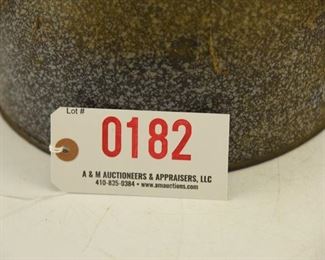 Lot #
0182
A & M AUCTIONEERS & APPRAISERS, LLC
410-835-0384 • www.amauctions.com